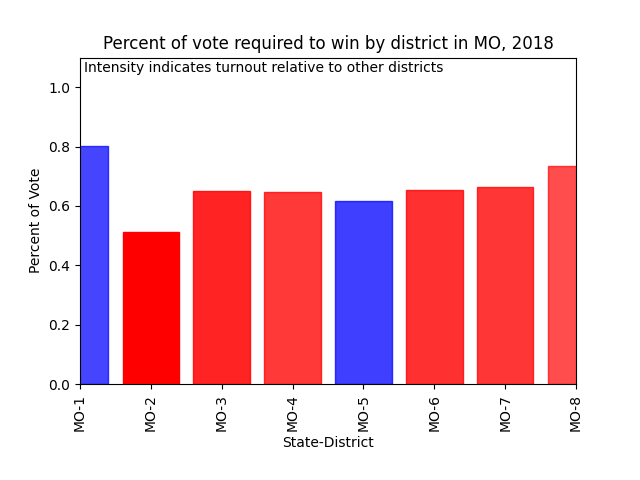 Percent of vote required to win by district in MO, 2018
Intensity indicates turnout relative to other districts
1.0
0.8
0.6
0.4
0.2
0.0
Percent of Vote
MO-1
MO-2
MO-3
MO-4
MO-5
MO-6
MO-7
MO-8
State-District